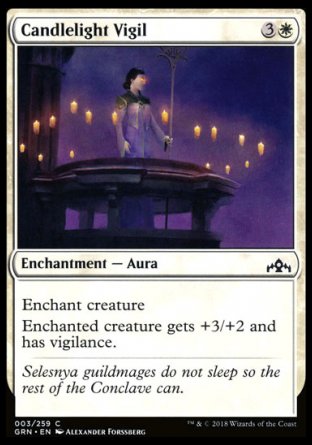 Candlelight Vigil 3
Enchantment — Aura
Enchant creature
Enchanted creature gets +3/+2 and
has vigilance.
Selesnya guildmages do not sleep so the
rest of the Conclave can.
003/259 C
GRN • EN Alexander Forssberg
™ & © 2018 Wizards of the Coast